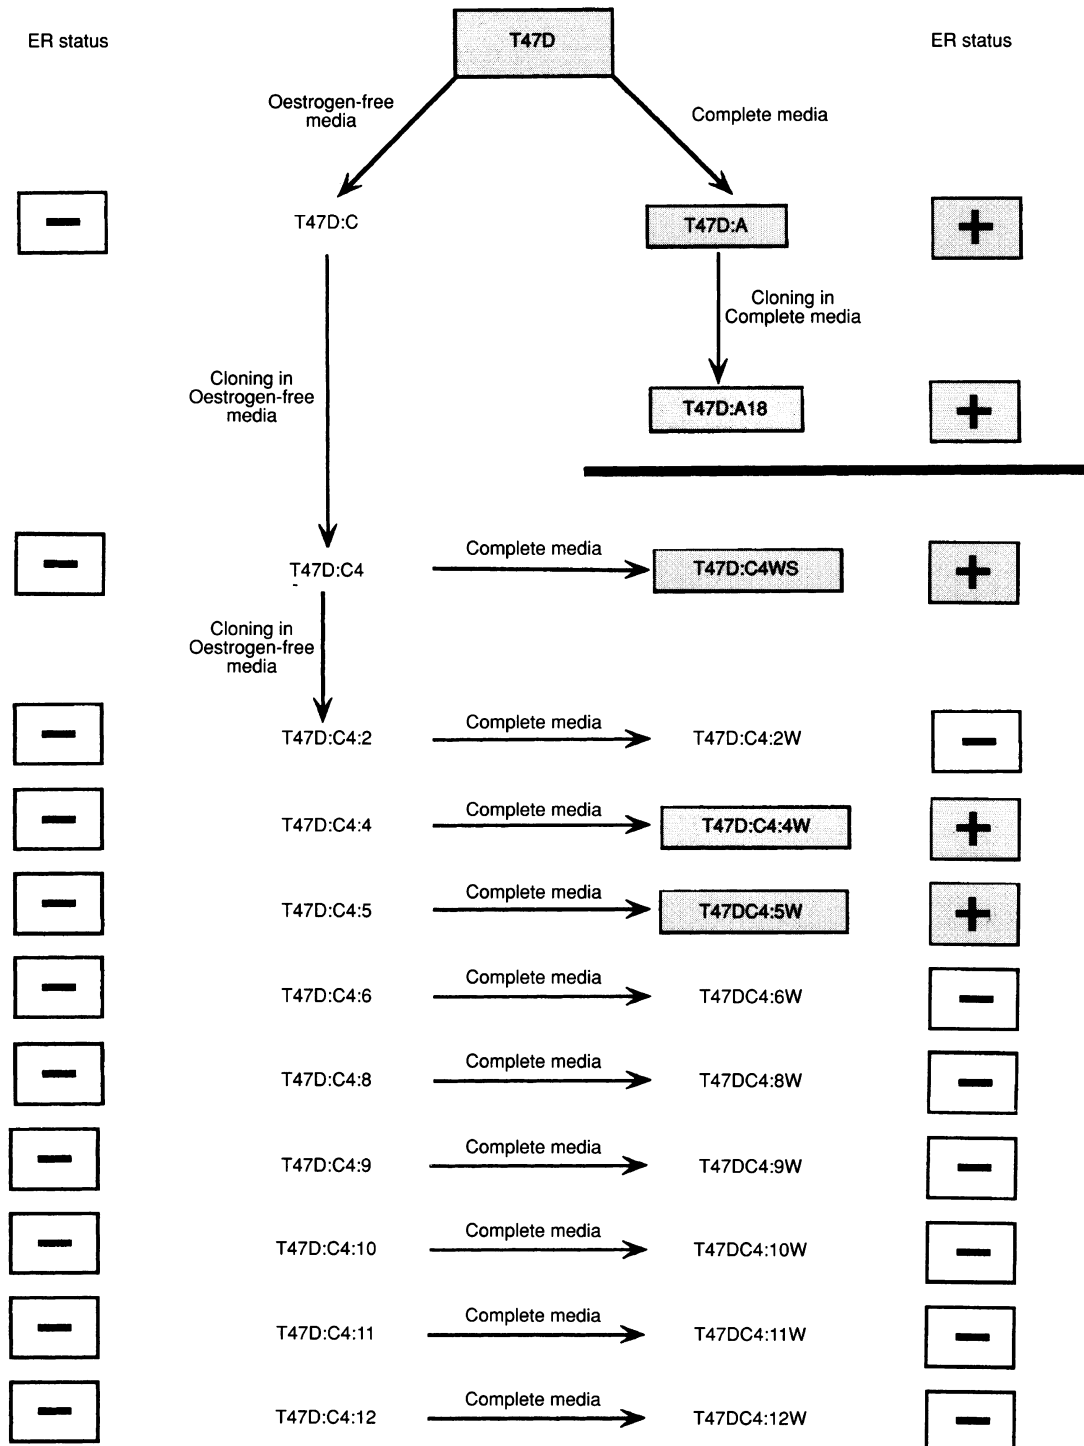 ER status
T47D
ER status
Oestrogen-free
media
Complete media
T47D:C
T47D:A
+
Cloning in
Complete media
Cloning in
Oestrogen-free
media
T47D:A18
+
T47D:C4
Complete media
T47D:C4WS
+
Cloning in
Oestrogen-free
media
T47D:C4:2
Complete media
T47D:C4:2W
−
−
−
−
T47D:C4:4
Complete media
T47D:C4:4W
+
−
T47D:C4:5
Complete media
T47DC4:5W
+
−
T47D:C4:6
Complete media
T47DC4:6W
−
−
T47D:C4:8
Complete media
T47DC4:8W
−
−
T47D:C4:9
Complete media
T47DC4:9W
−
−
T47D:C4:10
Complete media
T47DC4:10W
−
−
T47D:C4:11
Complete media
T47DC4:11W
−
−
T47D:C4:12
Complete media
T47DC4:12W
−